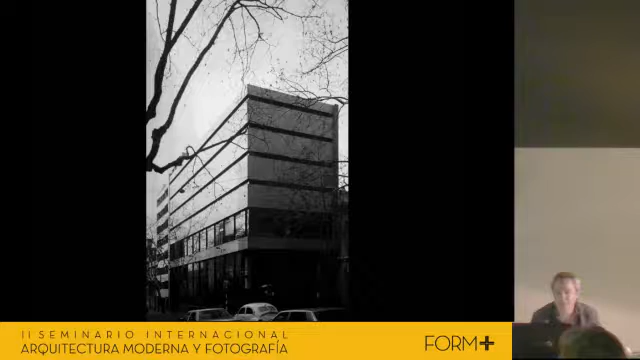 II SEMINARIO INTERNACIONAL
ARQUITECTURA MODERNA Y FOTOGRAFÍA
FORM+